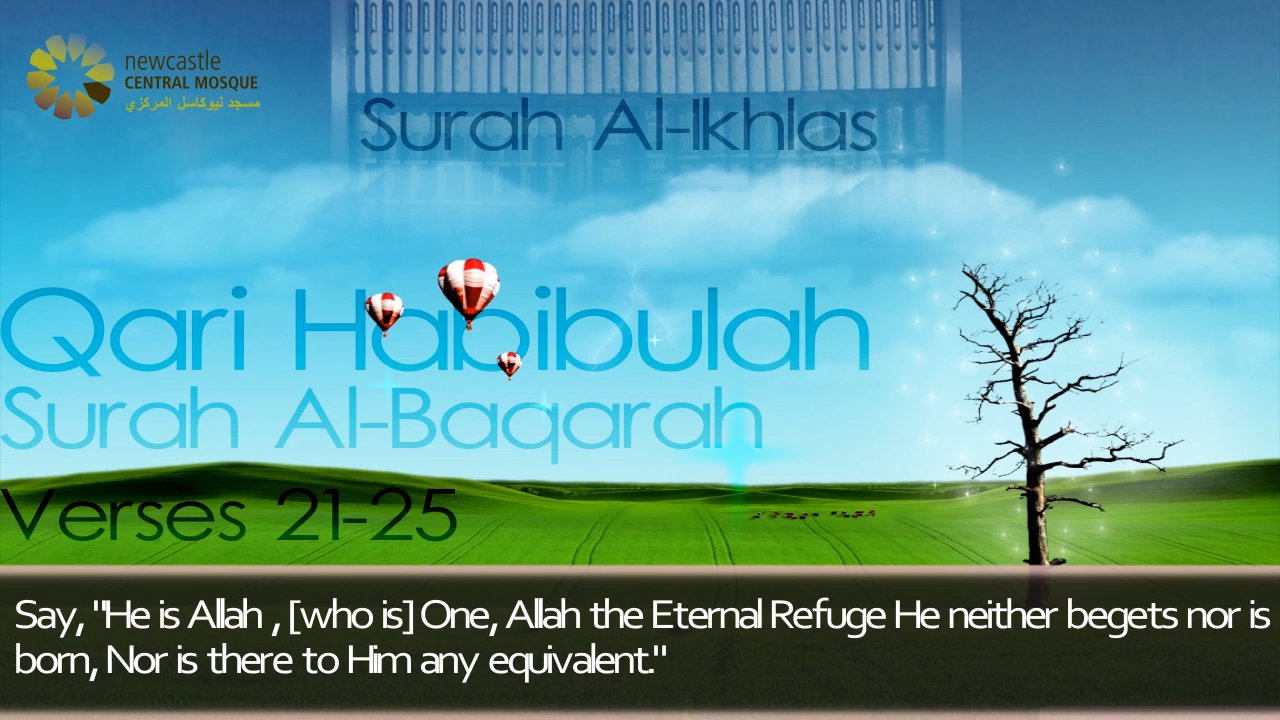 newcastle
CENTRAL MOSQUE
مسجد نيوكاسل المركزي
Surah Al-Ikhlas
Qari Habibulah
Surah Al-Baqarah
Verses 21-25
Say, "He is Allah , [who is] One, Allah the Eternal Refuge He neither begets nor is
born, Nor is there to Him any equivalent."